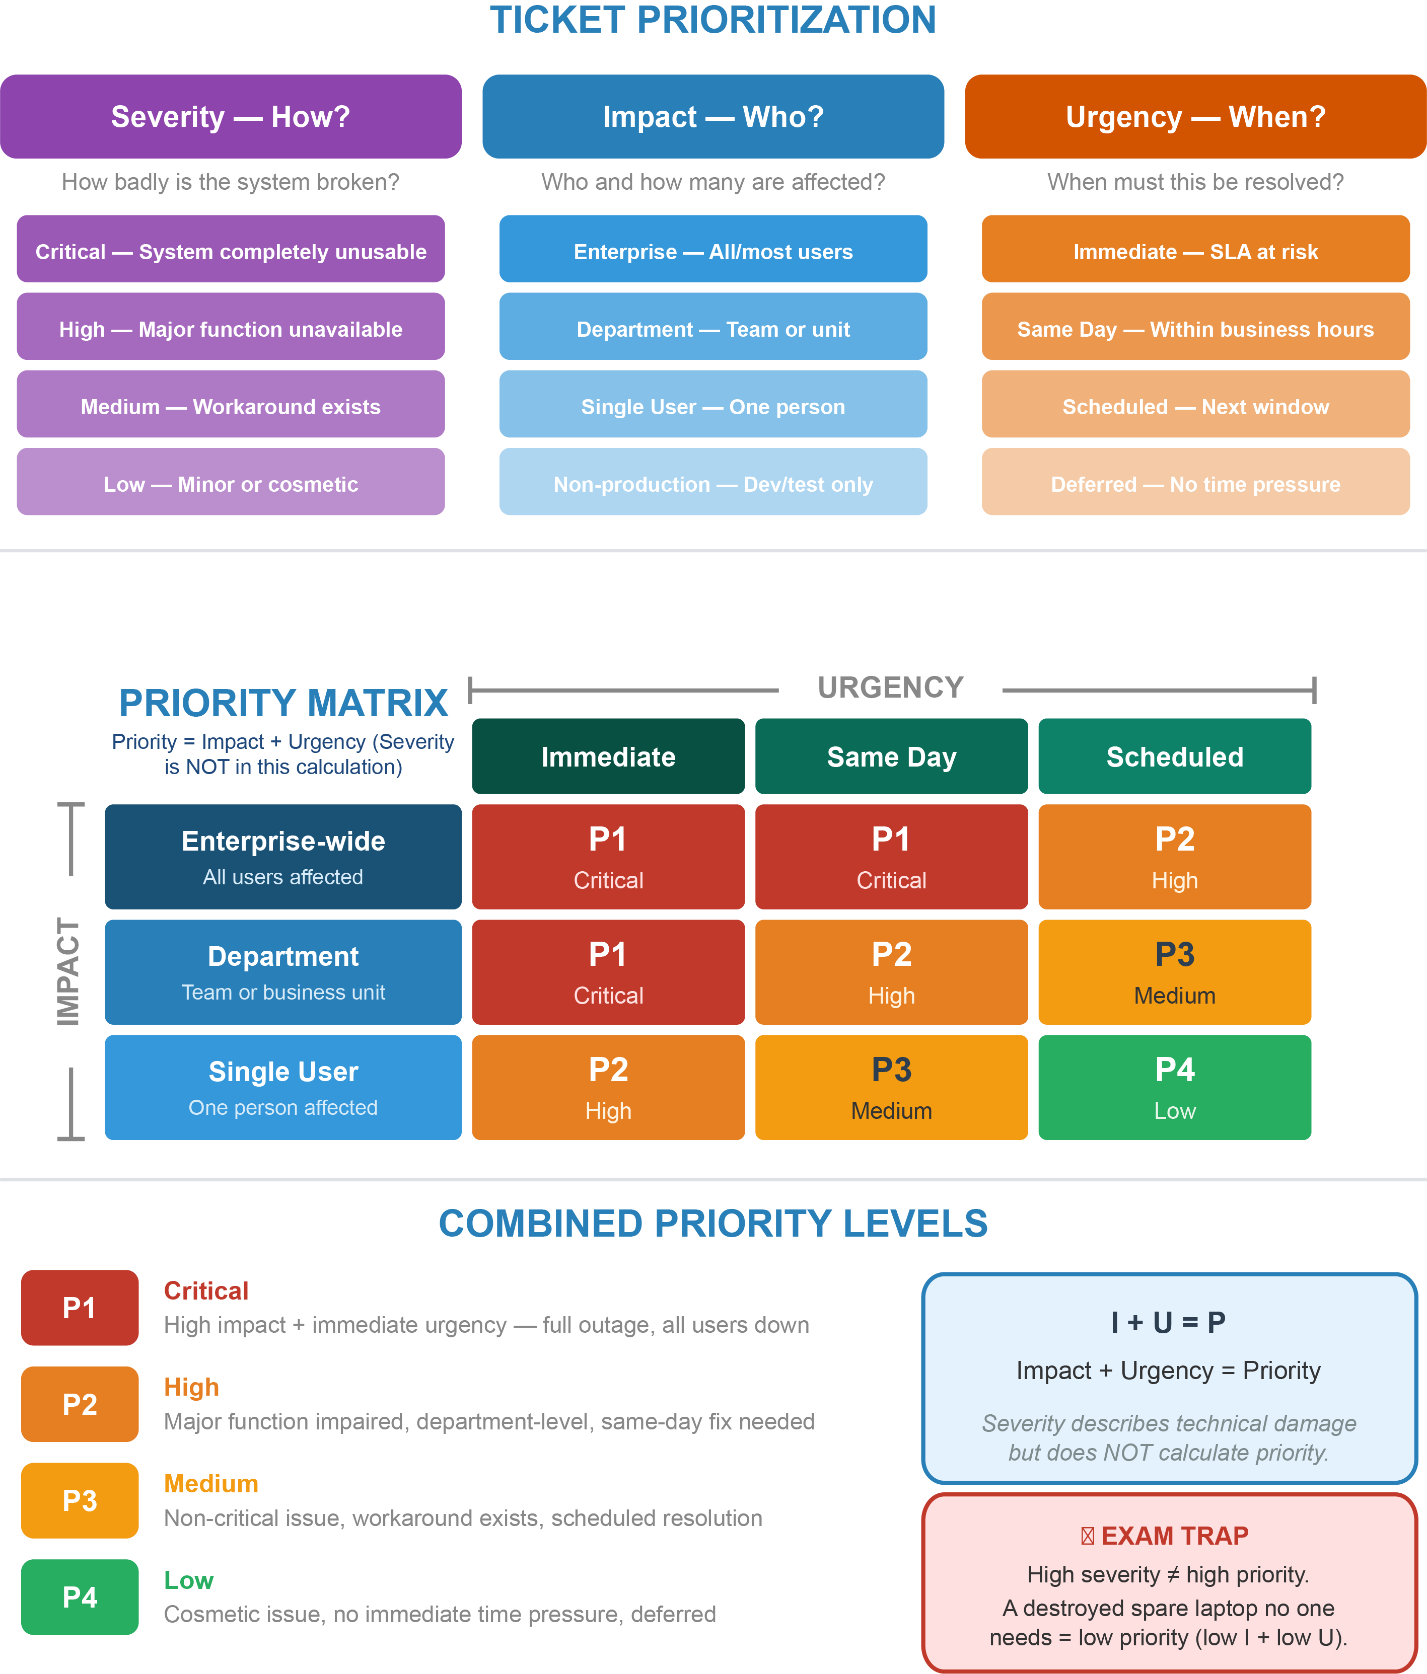 TICKET PRIORITIZATION
Severity — How?
How badly is the system broken?
Critical — System completely unusable
High — Major function unavailable
Medium — Workaround exists
Low — Minor or cosmetic
Impact — Who?
Who and how many are affected?
Enterprise — All/most users
Department — Team or unit
Single User — One person
Non-production — Dev/test only
Urgency — When?
When must this be resolved?
Immediate — SLA at risk
Same Day — Within business hours
Scheduled — Next window
Deferred — No time pressure
PRIORITY MATRIX
Priority = Impact + Urgency (Severity
is NOT in this calculation)
URGENCY
Immediate
Same Day
Scheduled
IMPACT
Enterprise-wide
All users affected
P1
Critical
P1
Critical
P2
High
Department
Team or business unit
P1
Critical
P2
High
P3
Medium
Single User
One person affected
P2
High
P3
Medium
P4
Low
COMBINED PRIORITY LEVELS
P1
Critical
High impact + immediate urgency — full outage, all users down
P2
High
Major function impaired, department-level, same-day fix needed
P3
Medium
Non-critical issue, workaround exists, scheduled resolution
P4
Low
Cosmetic issue, no immediate time pressure, deferred
I + U = P
Impact + Urgency = Priority
Severity describes technical damage
but does NOT calculate priority.
EXAM TRAP
High severity ≠ high priority.
A destroyed spare laptop no one
needs = low priority (low I + low U).